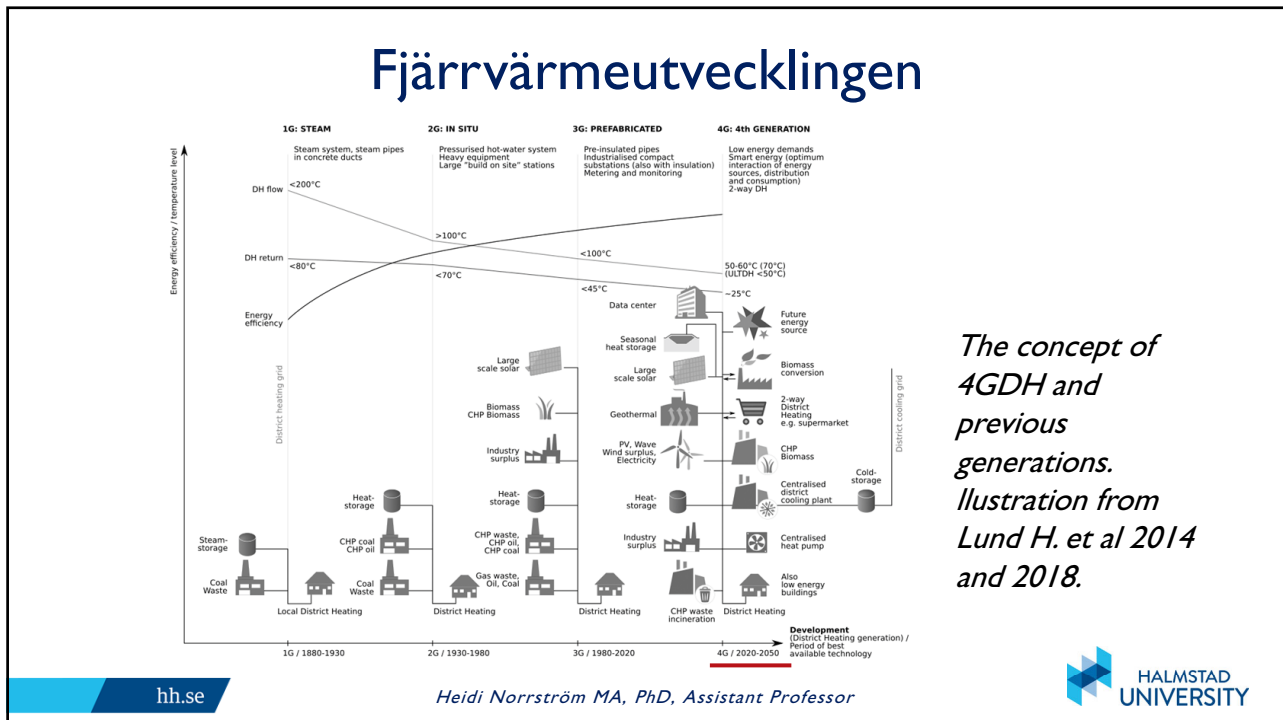 Fjärrvärmeutvecklingen
1G: STEAM
Steam system, steam pipes
in concrete ducts
2G: IN SITU
Pressurised hot-water system
Heavy equipment
Large "build on site" stations
3G: PREFABRICATED
Pre-insulated pipes
Industrialised compact
substations (also with insulation)
Metering and monitoring
4G: 4th GENERATION
Low energy demands
Smart energy (optimum
interaction of energy
sources, distribution
and consumption)
2-way DH
Energy efficiency / temperature level
DH flow
<200°C
>100°C
<100°C
50-60°C (70°C)
(ULTDH <50°C)
DH return
<80°C
<70°C
<45°C
~25°C
Energy
efficiency
District heating grid
Steam-
storage
Coal
Waste
Local District Heating
Heat-
storage
CHP coal
CHP oil
Coal
Waste
District Heating
Large
scale solar
Biomass
CHP Biomass
Industry
surplus
Heat-
storage
CHP waste,
CHP oil,
CHP coal
Gas waste,
Oil, Coal
District Heating
Data center
Seasonal
heat storage
Large
scale solar
Geothermal
PV, Wave
Wind surplus,
Electricity
Heat-
storage
Industry
surplus
CHP waste
incineration
Future
energy
source
Biomass
conversion
2-way
District
Heating
e.g. supermarket
CHP
Biomass
Centralised
district
cooling plant
Centralised
heat pump
Also
low energy
buildings
District Heating
Cold-
storage
District cooling grid
Development
(District Heating generation) /
Period of best
available technology
1G / 1880-1930
2G / 1930-1980
3G / 1980-2020
4G / 2020-2050
The concept of
4GDH and
previous
generations.
llustration from
Lund H. et al 2014
and 2018.
hh.se
Heidi Norrström MA, PhD, Assistant Professor
HALMSTAD
UNIVERSITY